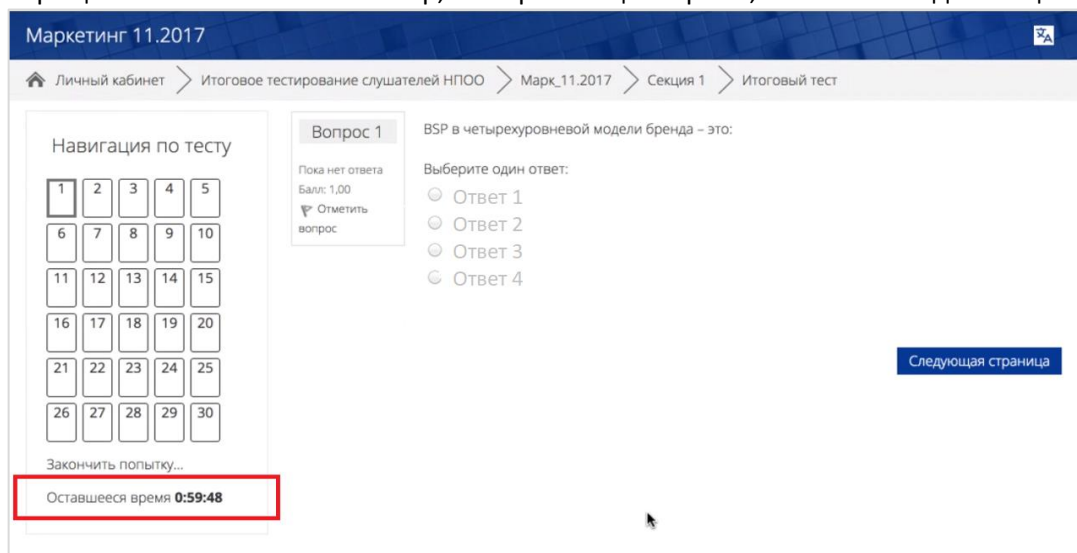 Маркетинг 11.2017
Личный кабинет > Итоговое тестирование слушателей НПОО > Марк_11.2017 > Секция 1 > Итоговый тест
Навигация по тесту
1 2 3 4 5
6 7 8 9 10
11 12 13 14 15
16 17 18 19 20
21 22 23 24 25
26 27 28 29 30
Закончить попытку...
Оставшееся время 0:59:48
Вопрос 1
Пока нет ответа
Балл: 1,00
Отметить
вопрос
BSP в четырехуровневой модели бренда – это:
Выберите один ответ:
Ответ 1
Ответ 2
Ответ 3
Ответ 4
Следующая страница